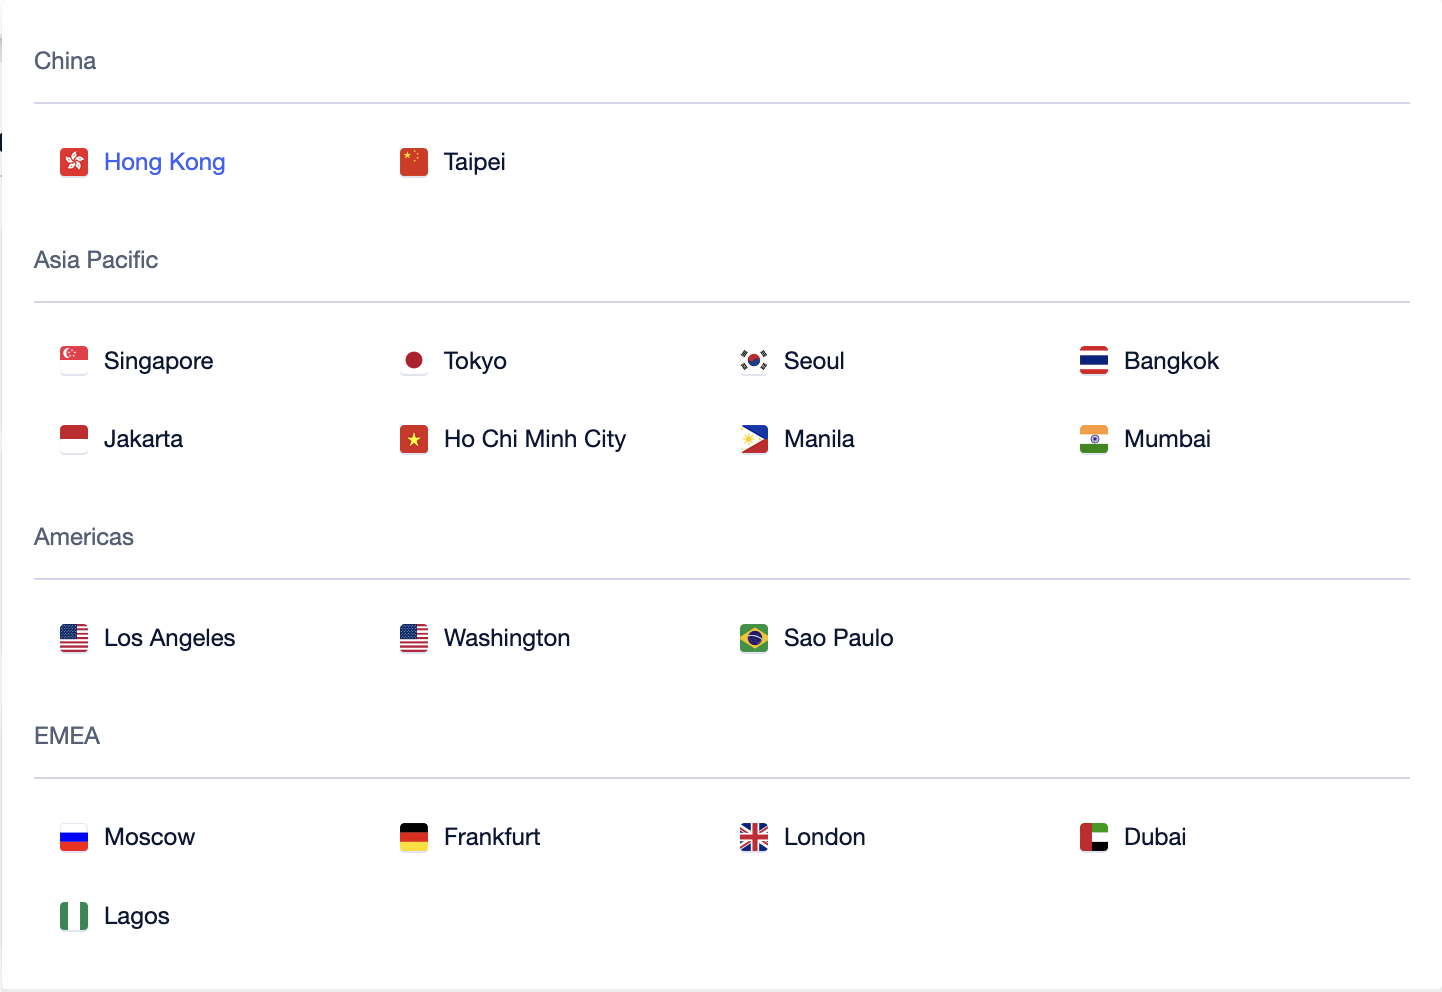 China
Hong Kong
Taipei
Asia Pacific
Singapore
Tokyo
Seoul
Bangkok
Jakarta
Ho Chi Minh City
Manila
Mumbai
Americas
Los Angeles
Washington
Sao Paulo
EMEA
Moscow
Frankfurt
London
Dubai
Lagos